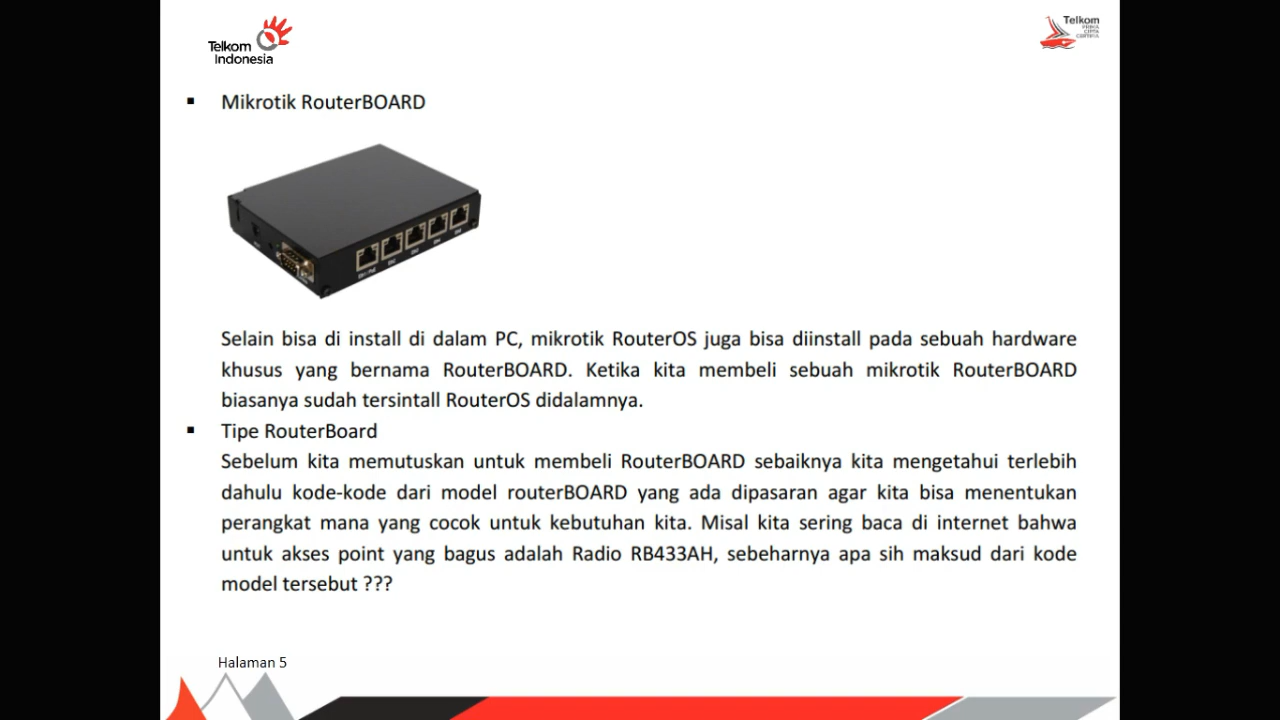 Telkom
Indonesia
Telkom
▪ Mikrotik RouterBOARD
Selain bisa di install di dalam PC, mikrotik RouterOS juga bisa diinstall pada sebuah hardware
khusus yang bernama RouterBOARD. Ketika kita membeli sebuah mikrotik RouterBOARD
biasanya sudah tersintall RouterOS didalamnya.
▪ Tipe RouterBoard
Sebelum kita memutuskan untuk membeli RouterBOARD sebaiknya kita mengetahui terlebih
dahulu kode-kode dari model routerBOARD yang ada dipasaran agar kita bisa menentukan
perangkat mana yang cocok untuk kebutuhan kita. Misal kita sering baca di internet bahwa
untuk akses point yang bagus adalah Radio RB433AH, sebeharnya apa sih maksud dari kode
model tersebut ???
Halaman 5